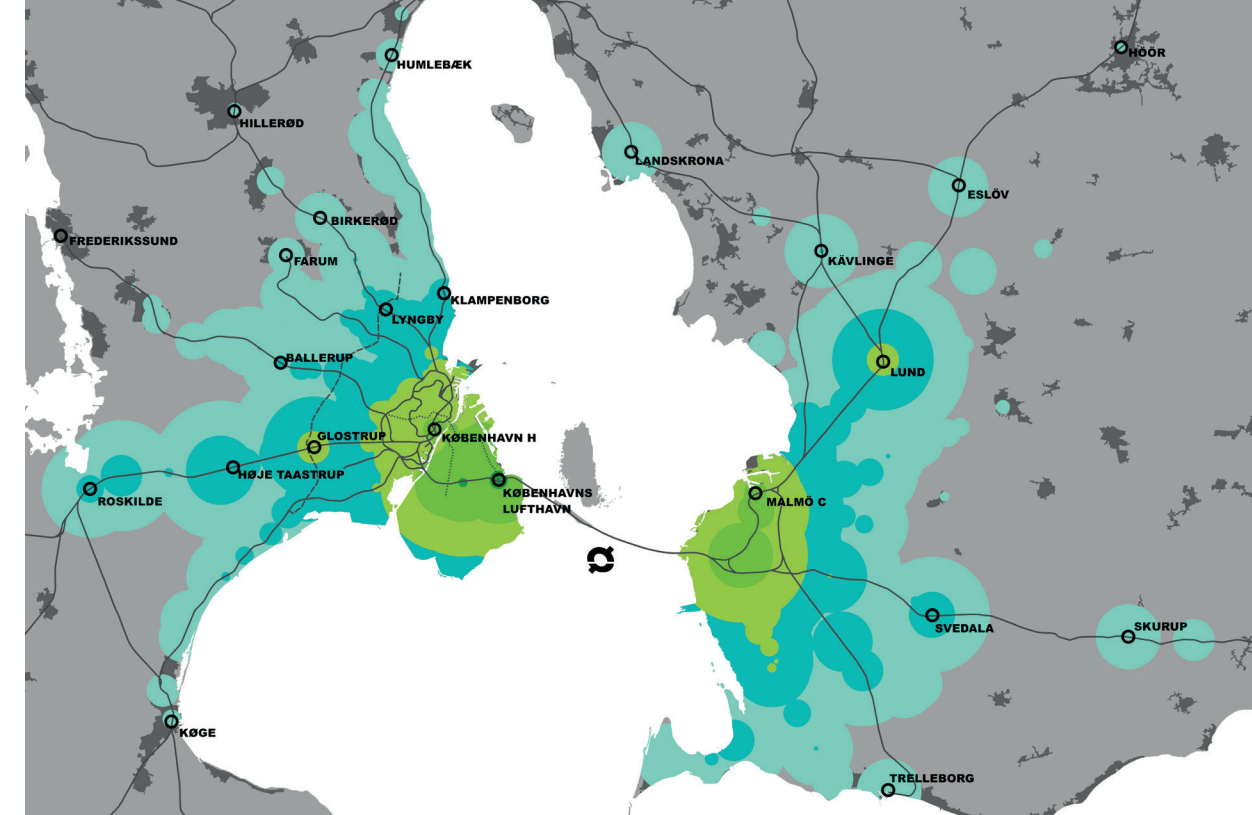 HÖÖR
HUMLEBÆK
HILLERØD
LANDSKRONA
ESLÖV
BIRKERØD
FREDERIKSSUND
FARUM
KÄVLINGE
KLAMPENBORG
LYNGBY
BALLERUP
LUND
GLOSTRUP
KØBENHAVN H
HØJE TAASTRUP
KØBENHAVNS
LUFTHAVN
ROSKILDE
MALMÖ C
SVEDALA
SKURUP
KØGE
TRELLEBORG